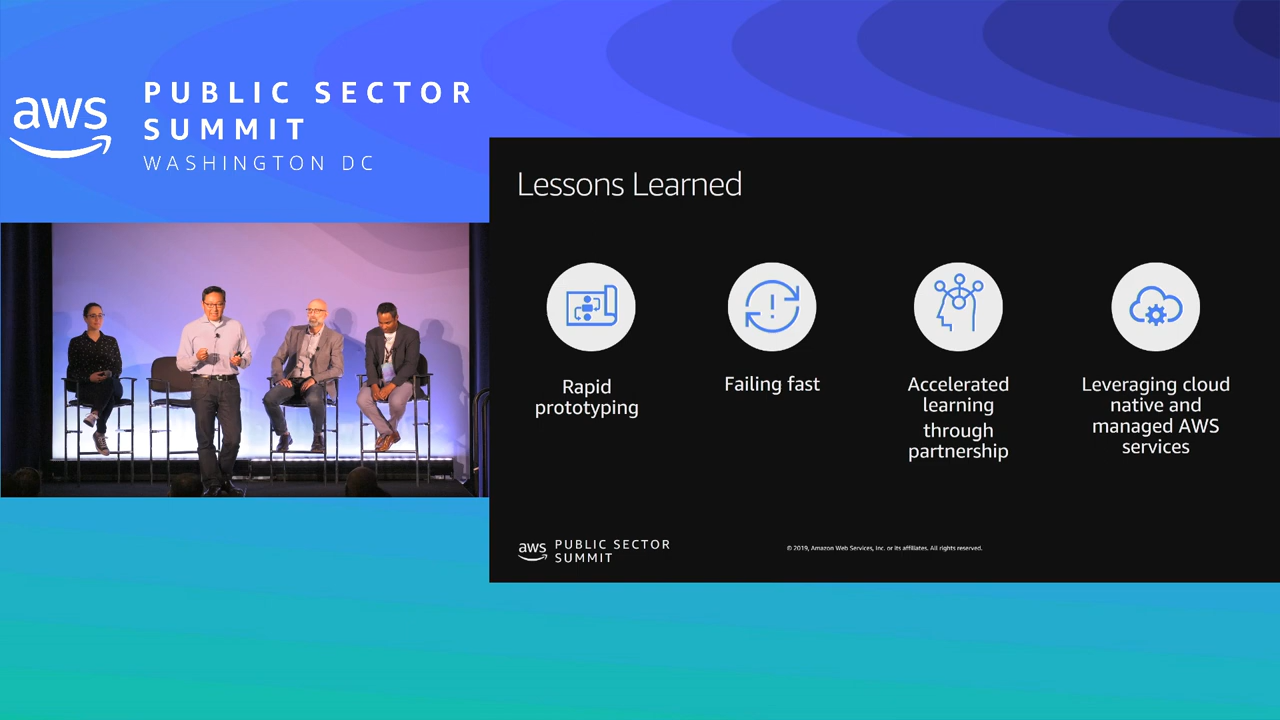 aws
PUBLIC SECTOR
SUMMIT
WASHINGTON DC
Lessons Learned
Rapid
prototyping
Failing fast
Accelerated
learning
through
partnership
Leveraging cloud
native and
managed AWS
services
aws
PUBLIC SECTOR
SUMMIT
© 2019, Amazon Web Services, Inc. or its affiliates. All rights reserved.